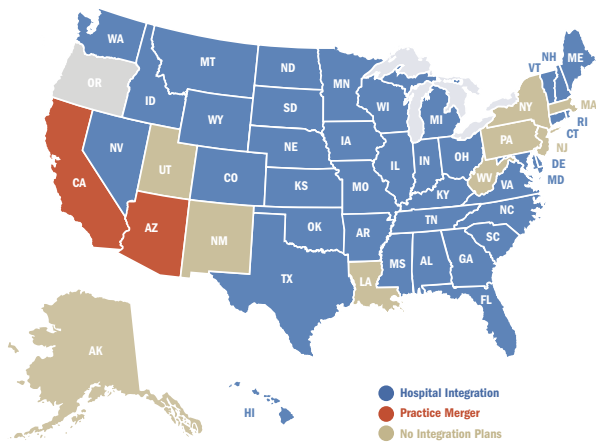 WA
MT
ND
MN
VT
NH
ME
OR
ID
SD
WI
MI
NY
MA
WY
IA
PA
RI
CT
NJ
NV
UT
CO
NE
IL
IN
OH
WV
DE
MD
CA
KS
MO
KY
VA
AZ
NM
OK
AR
TN
NC
SC
TX
LA
MS
AL
GA
FL
AK
HI
Hospital Integration
Practice Merger
No Integration Plans